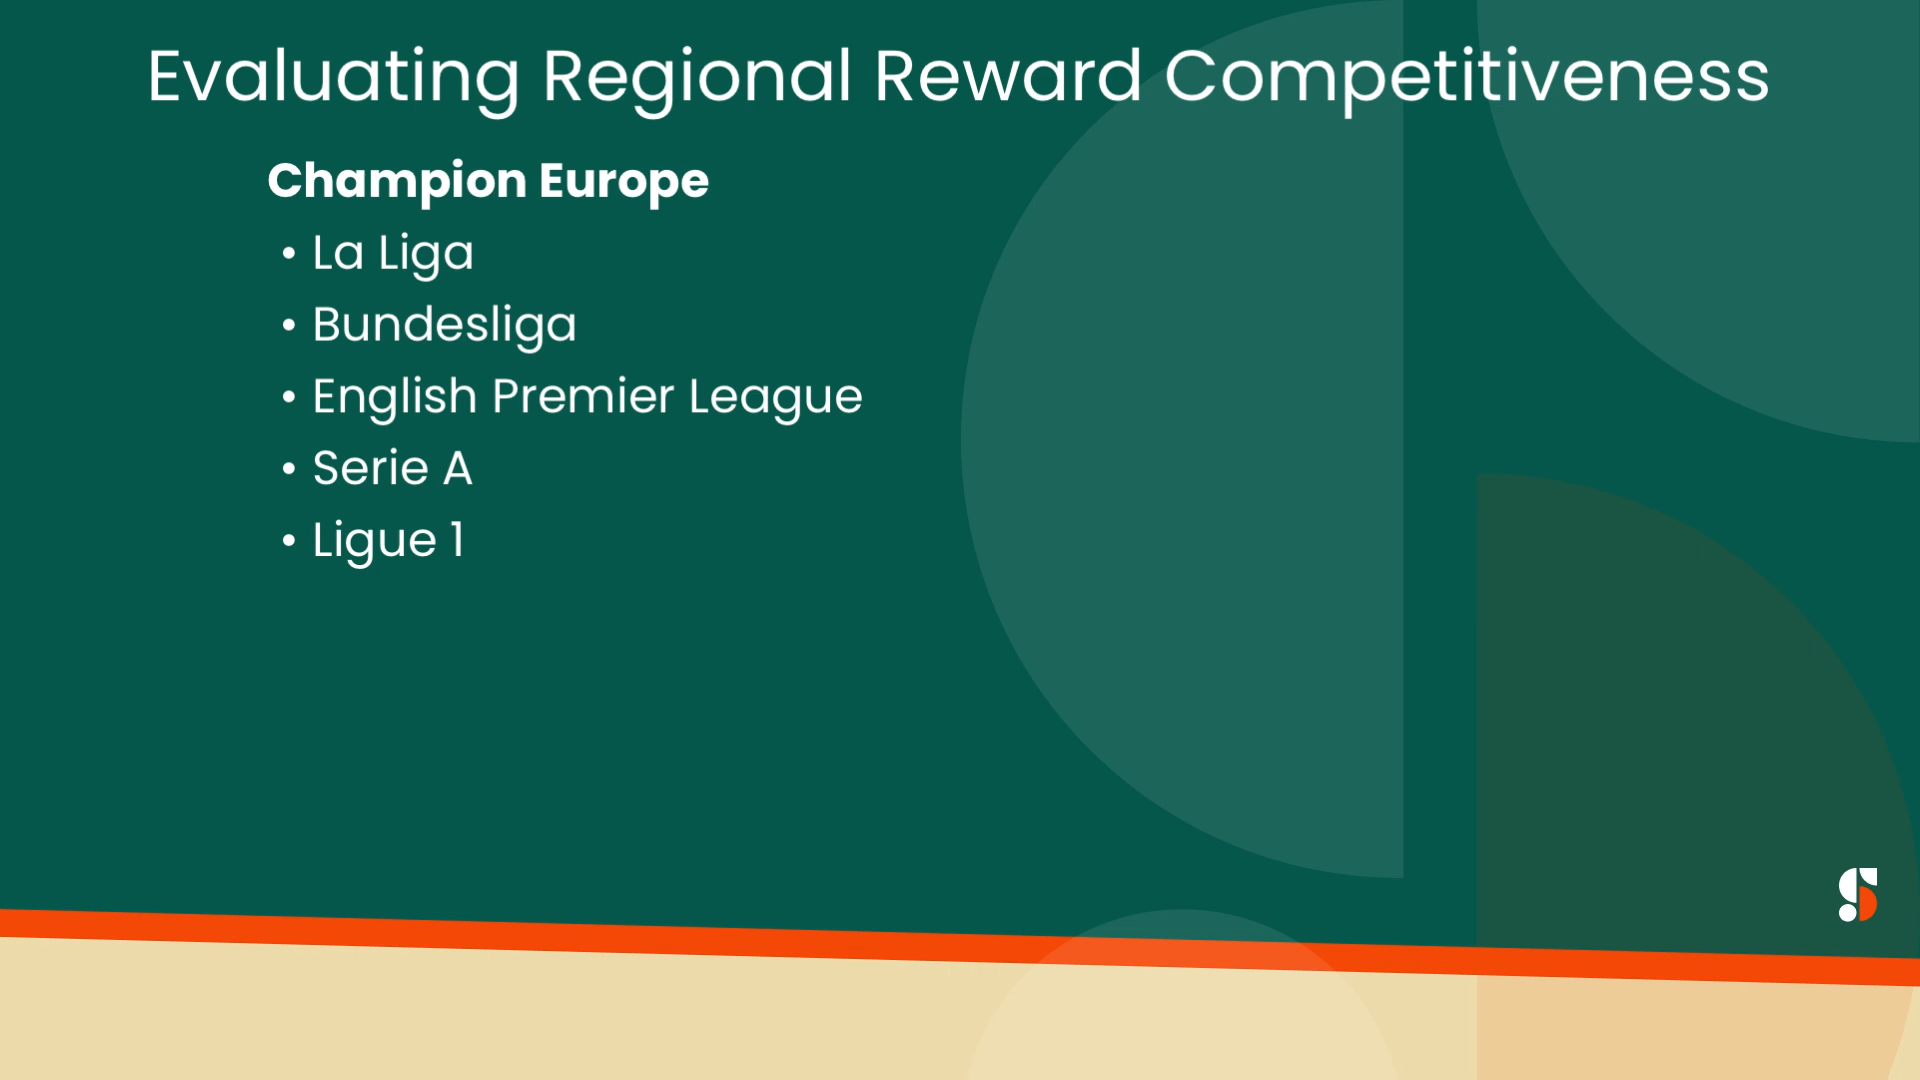 Evaluating Regional Reward Competitiveness
Champion Europe
• La Liga
• Bundesliga
• English Premier League
• Serie A
• Ligue 1